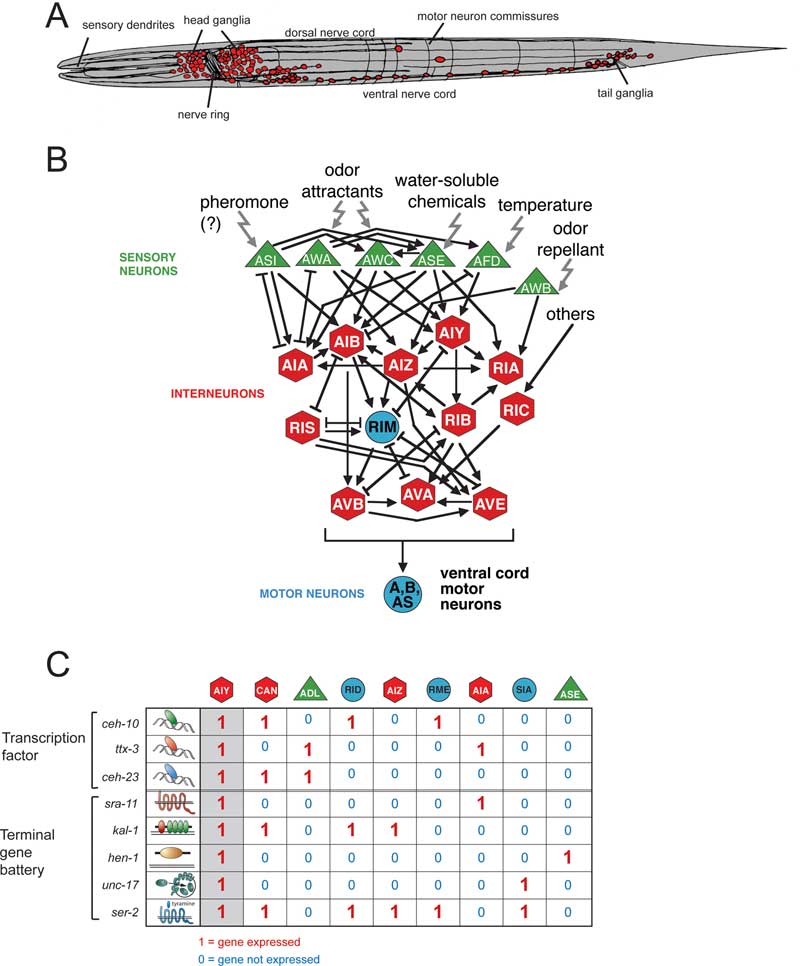 A
sensory dendrites
head ganglia
dorsal nerve cord
motor neuron commissures
nerve ring
ventral nerve cord
tail ganglia
B
pheromone
(?)
odor
attractants
water-soluble
chemicals
temperature
odor
repellant
SENSORY
NEURONS
ASI
AWA
AWC
ASE
AFD
AWB
others
AIB
AIY
AIA
AIZ
RIA
INTERNEURONS
RIC
RIS
RIM
RIB
AVB
AVA
AVE
MOTOR NEURONS
A,B,
AS
ventral cord
motor
neurons
C
AIY CAN ADL RID AIZ RME AIA SIA ASE
Transcription
factor
ceh-10 1 1 0 1 0 1 0 0 0
ttx-3 1 0 1 0 0 0 1 0 0
ceh-23 1 1 1 0 0 0 0 0 0
Terminal
gene
battery
sra-11 1 0 0 0 0 0 1 0 0
kal-1 1 1 0 1 1 0 0 0 0
hen-1 1 0 0 0 0 0 0 0 1
unc-17 1 0 0 0 0 0 0 1 0
ser-2 tyramine 1 1 0 1 1 1 0 1 0
1 = gene expressed
0 = gene not expressed